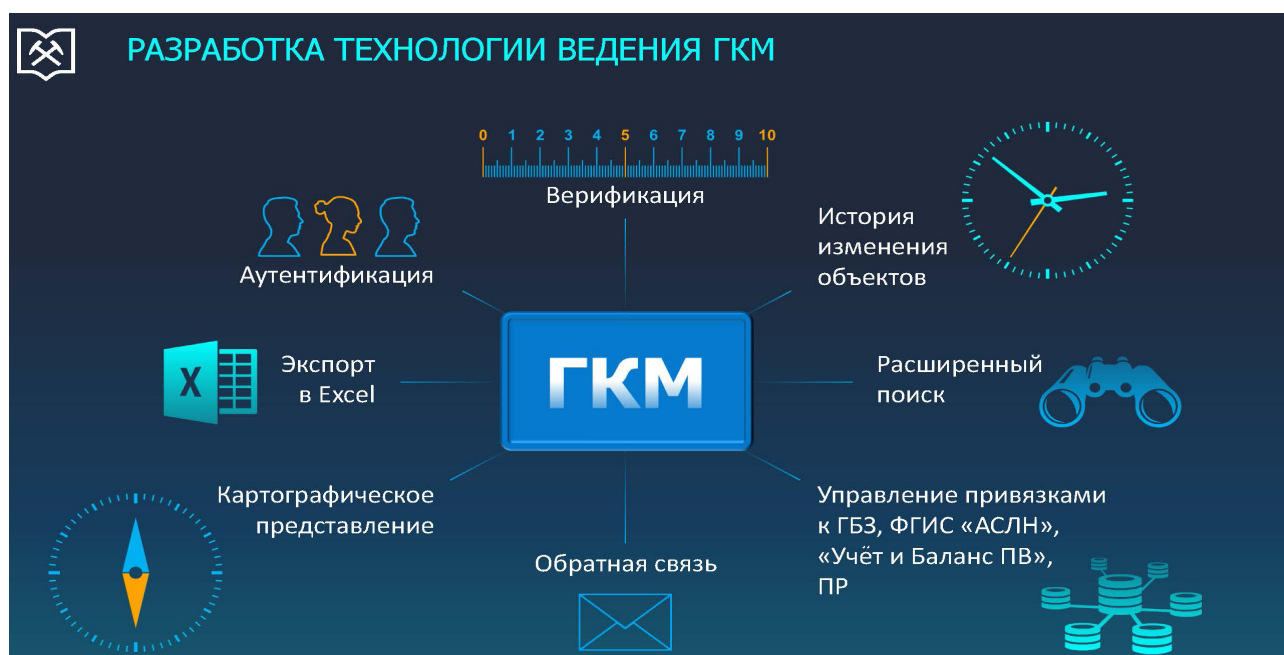 РАЗРАБОТКА ТЕХНОЛОГИИ ВЕДЕНИЯ ГКМ
0 1 2 3 4 5 6 7 8 9 10
Верификация
Аутентификация
История
изменения
объектов
X
Экспорт
в Excel
ГКМ
Расширенный
поиск
Картографическое
представление
Обратная связь
Управление привязками
к ГБЗ, ФГИС «АСЛН»,
«Учёт и Баланс ПВ»,
ПР